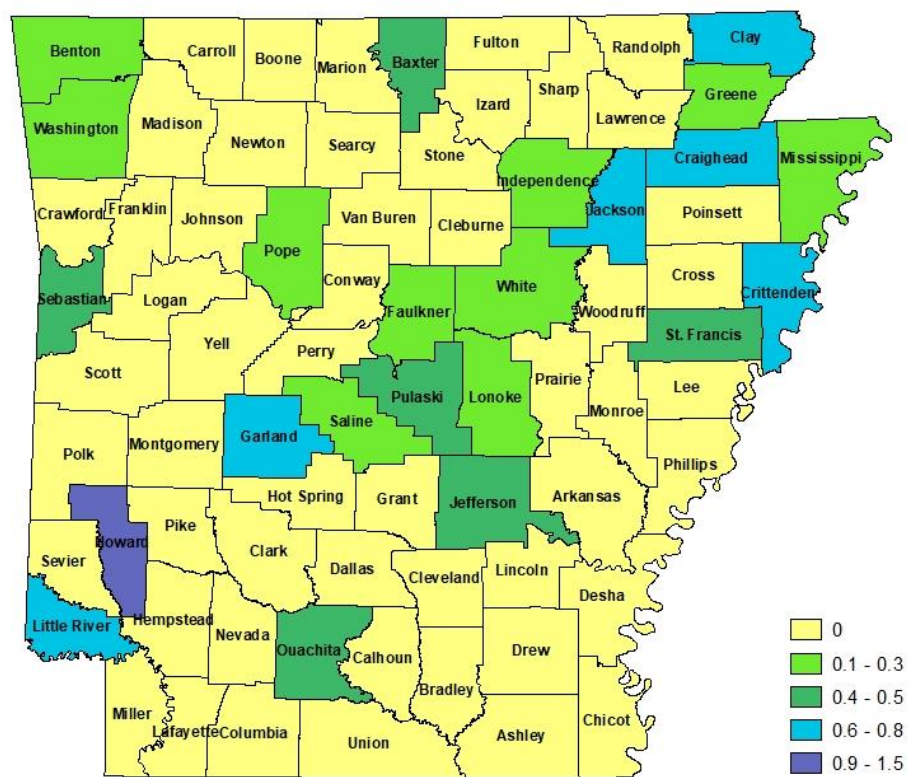 Benton
Carroll
Boone
Marion
Baxter
Fulton
Randolph
Clay
Izard
Sharp
Greene
Washington
Madison
Newton
Searcy
Stone
Lawrence
Independence
Craighead
Mississippi
Crawford
Franklin
Johnson
Pope
Van Buren
Cleburne
Jackson
Poinsett
Sebastian
Logan
Conway
Faulkner
White
Woodruff
Cross
Crittenden
Yell
Perry
St. Francis
Scott
Prairie
Lee
Polk
Montgomery
Garland
Saline
Pulaski
Lonoke
Monroe
Phillips
Hot Spring
Grant
Jefferson
Arkansas
Howard
Pike
Sevier
Clark
Dallas
Cleveland
Lincoln
Desha
Little River
Hempstead
Nevada
Ouachita
Calhoun
Bradley
Drew
Miller
Lafayette
Columbia
Union
Ashley
Chicot
0
0.1 - 0.3
0.4 - 0.5
0.6 - 0.8
0.9 - 1.5